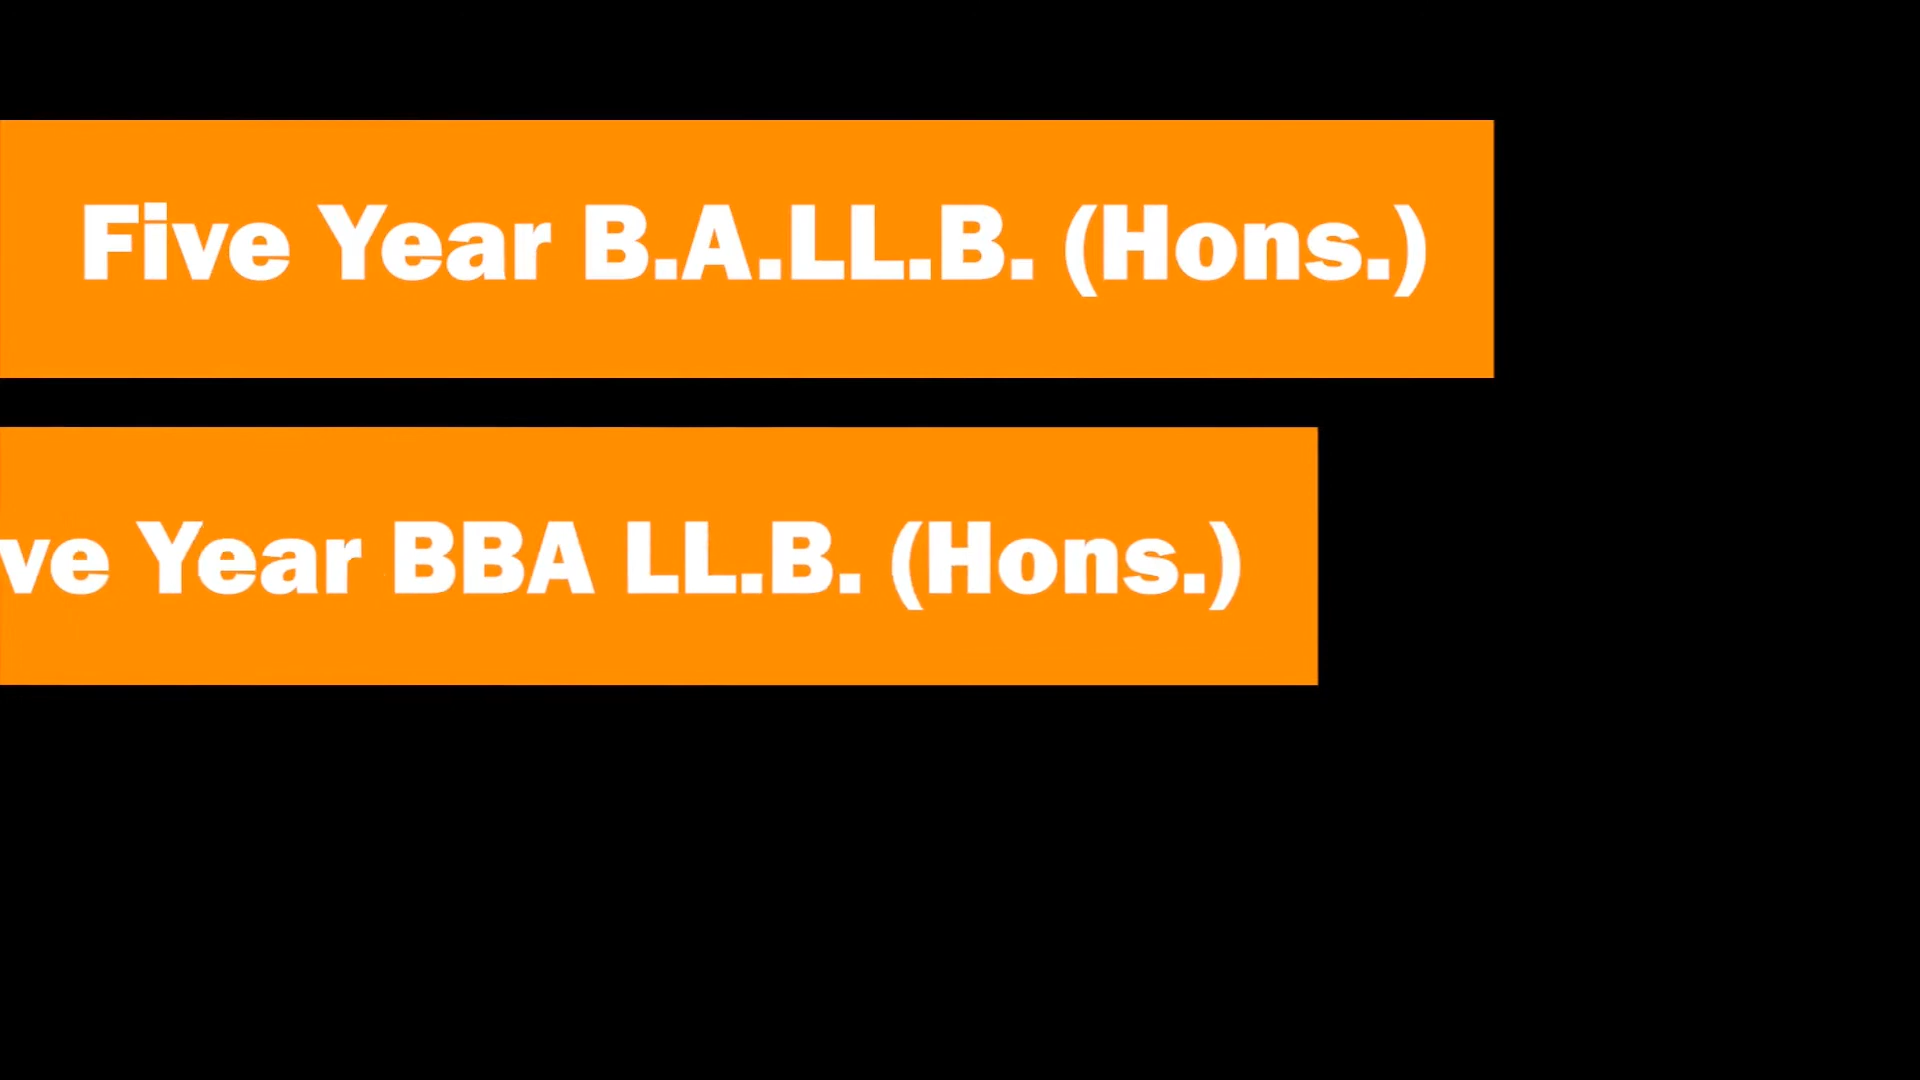 Five Year B.A.LL.B. (Hons.)
ve Year BBA LL.B. (Hons.)